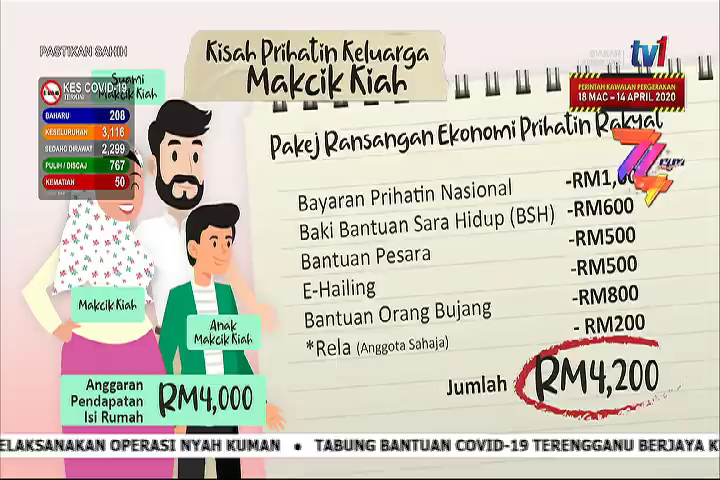 PASTIKAN SAHIH
Kisah Prihatin Keluarga
Makcik Kiah
SIARAN
tv1
PERINTAH KAWALAN PERGERAKAN
18 MAC - 14 APRIL 2020
Suami
Makcik Kiah
KES COVID-19
TERKINI
BAHARU 208
KESELURUHAN 3,116
SEDANG DIRAWAT 2,299
PULIH / DISCAJ 767
KEMATIAN 50
Pakej Ransangan Ekonomi Prihatin Rakyat
Bayaran Prihatin Nasional -RM1,
Baki Bantuan Sara Hidup (BSH) -RM600
Bantuan Pesara -RM500
E-Hailing -RM500
Bantuan Orang Bujang -RM800
*Rela (Anggota Sahaja) - RM200
Jumlah RM4,200
Makcik Kiah
Anak
Makcik Kiah
Anggaran
Pendapatan
Isi Rumah
RM4,000
ELAKSANAKAN OPERASI NYAH KUMAN • TABUNG BANTUAN COVID-19 TERENGGANU BERJAYA K